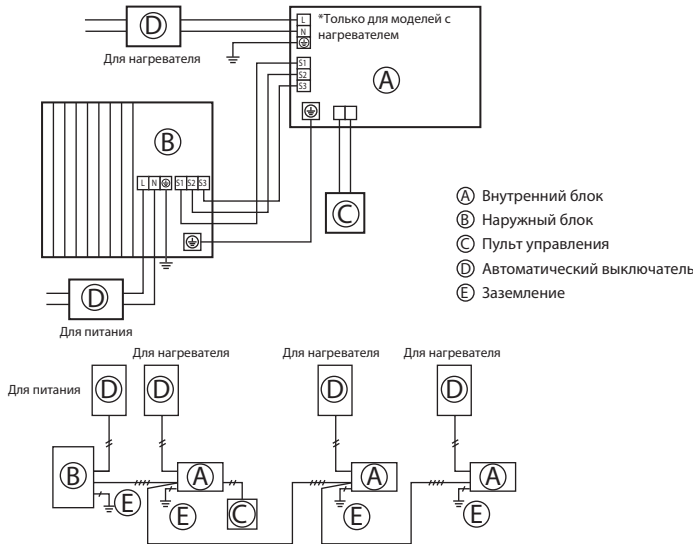 D
Для нагревателя
L
N
*Только для моделей с
нагревателем
S1
S2
S3
A
B
L N S1 S2 S3
C
D
Для питания
A Внутренний блок
B Наружный блок
C Пульт управления
D Автоматический выключатель
E Заземление
Для нагревателя
Для нагревателя
Для нагревателя
Для питания
D
D
D
D
B
A
A
A
E
E
C
E
E